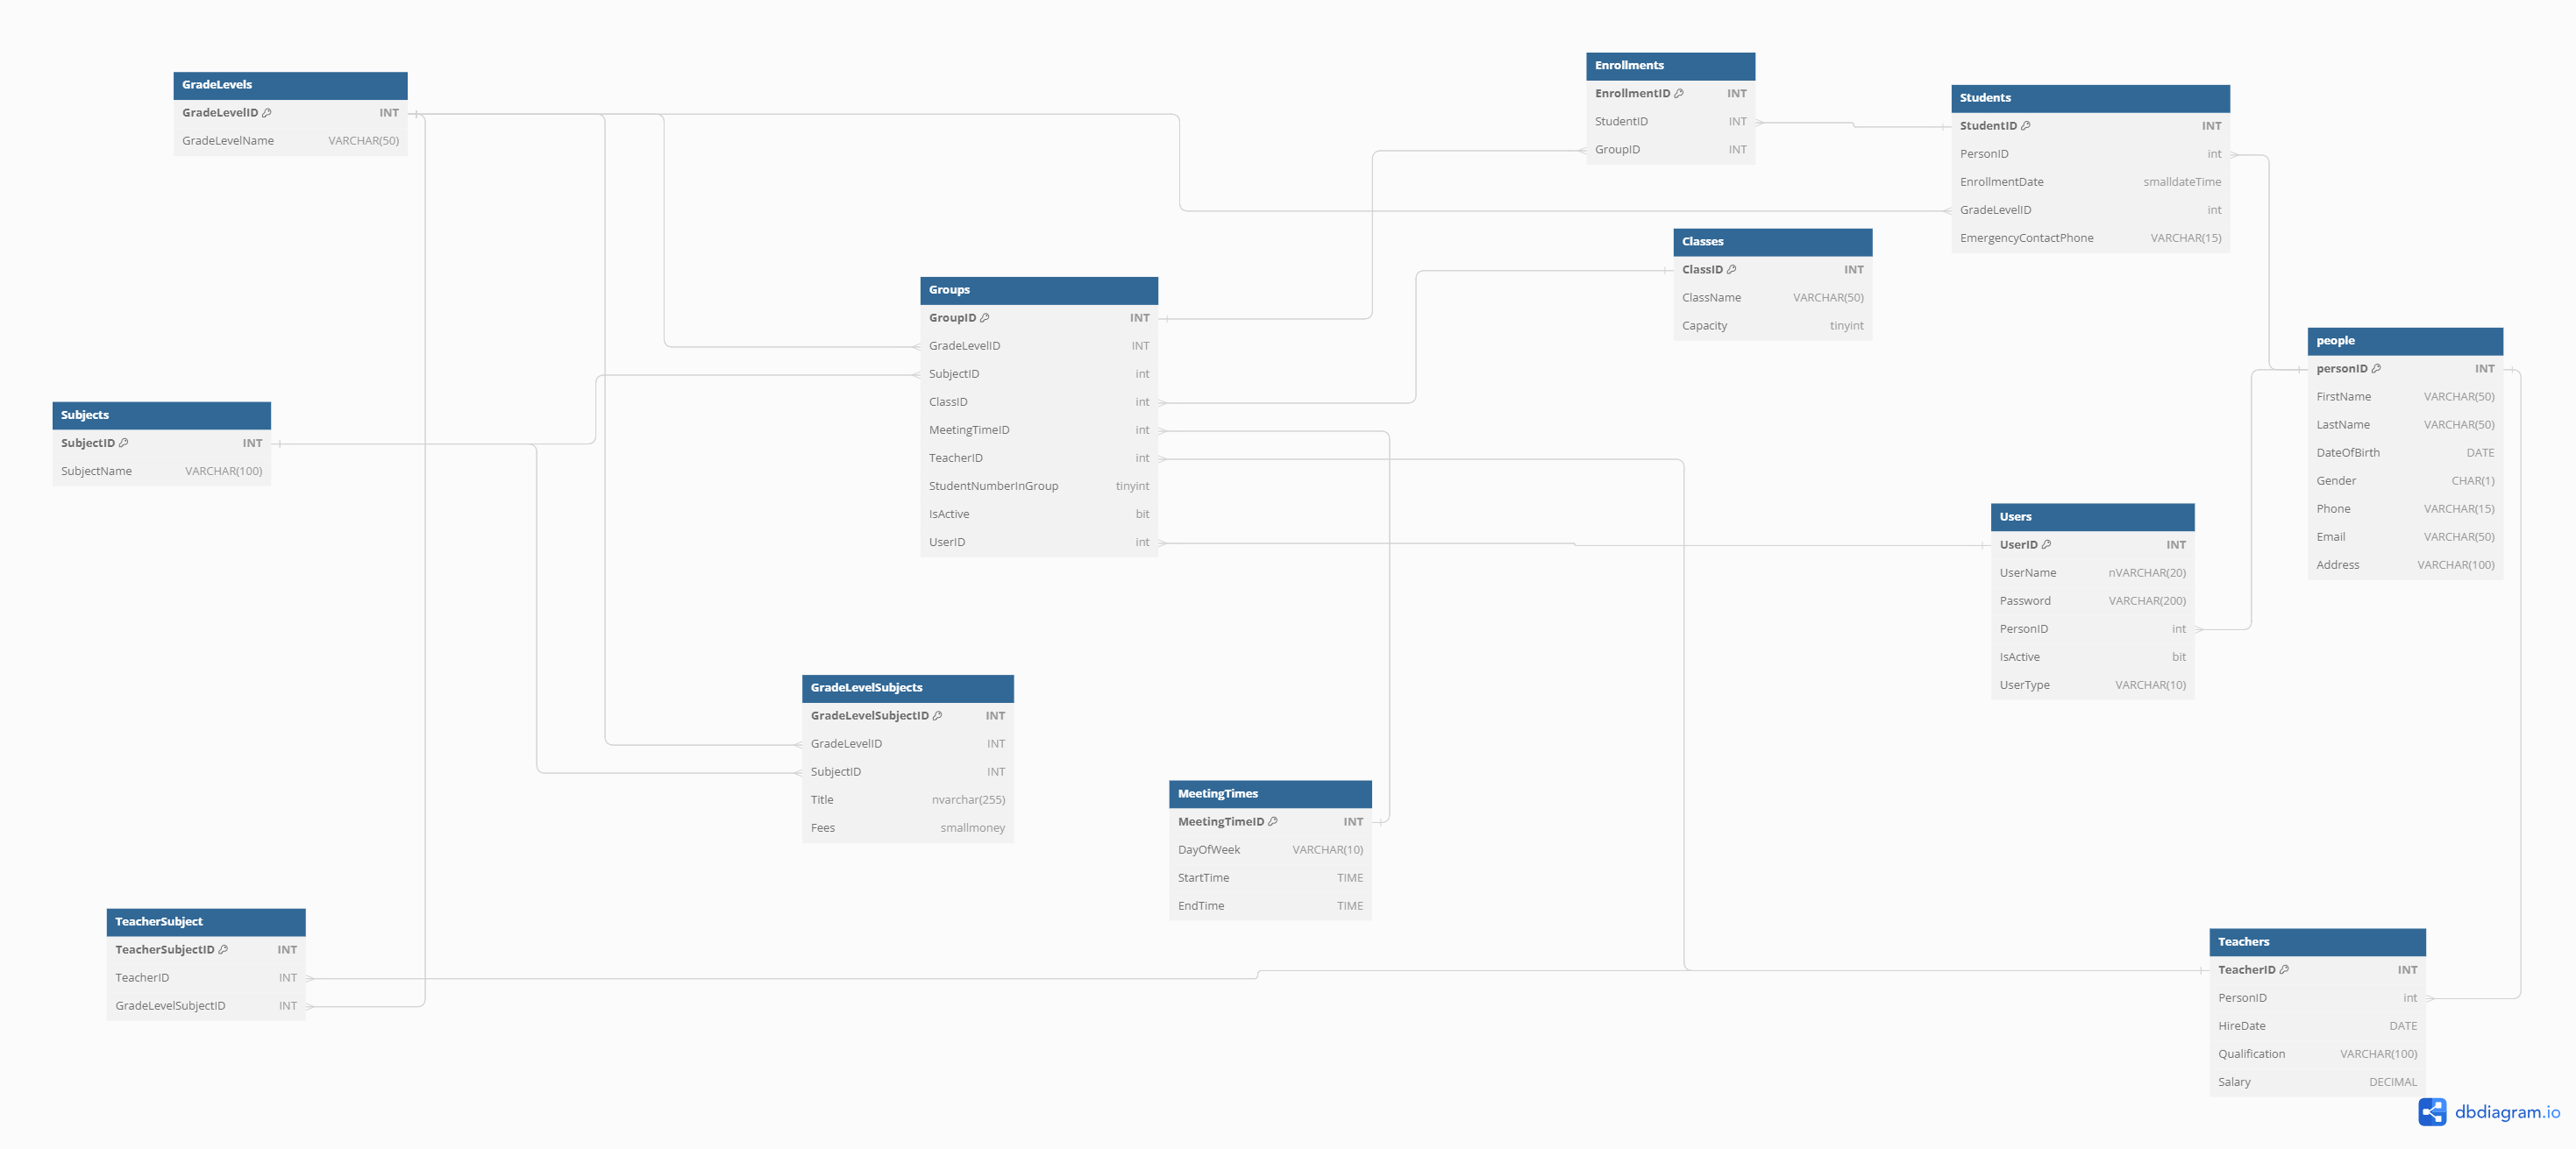 GradeLevels
GradeLevelID INT
GradeLevelName VARCHAR(50)
Enrollments
EnrollmentID INT
StudentID INT
GroupID INT
Students
StudentID INT
PersonID int
EnrollmentDate smalldateTime
GradeLevelID int
EmergencyContactPhone VARCHAR(15)
Classes
ClassID INT
ClassName VARCHAR(50)
Capacity tinyint
Groups
GroupID INT
GradeLevelID INT
SubjectID int
ClassID int
MeetingTimeID int
TeacherID int
StudentNumberInGroup tinyint
IsActive bit
UserID int
people
personID INT
FirstName VARCHAR(50)
LastName VARCHAR(50)
DateOfBirth DATE
Gender CHAR(1)
Phone VARCHAR(15)
Email VARCHAR(50)
Address VARCHAR(100)
Subjects
SubjectID INT
SubjectName VARCHAR(100)
Users
UserID INT
UserName nVARCHAR(20)
Password VARCHAR(200)
PersonID int
IsActive bit
UserType VARCHAR(10)
GradeLevelSubjects
GradeLevelSubjectID INT
GradeLevelID INT
SubjectID INT
Title nvarchar(255)
Fees smallmoney
MeetingTimes
MeetingTimeID INT
DayOfWeek VARCHAR(10)
StartTime TIME
EndTime TIME
TeacherSubject
TeacherSubjectID INT
TeacherID INT
GradeLevelSubjectID INT
Teachers
TeacherID INT
PersonID int
HireDate DATE
Qualification VARCHAR(100)
Salary DECIMAL
dbdiagram.io